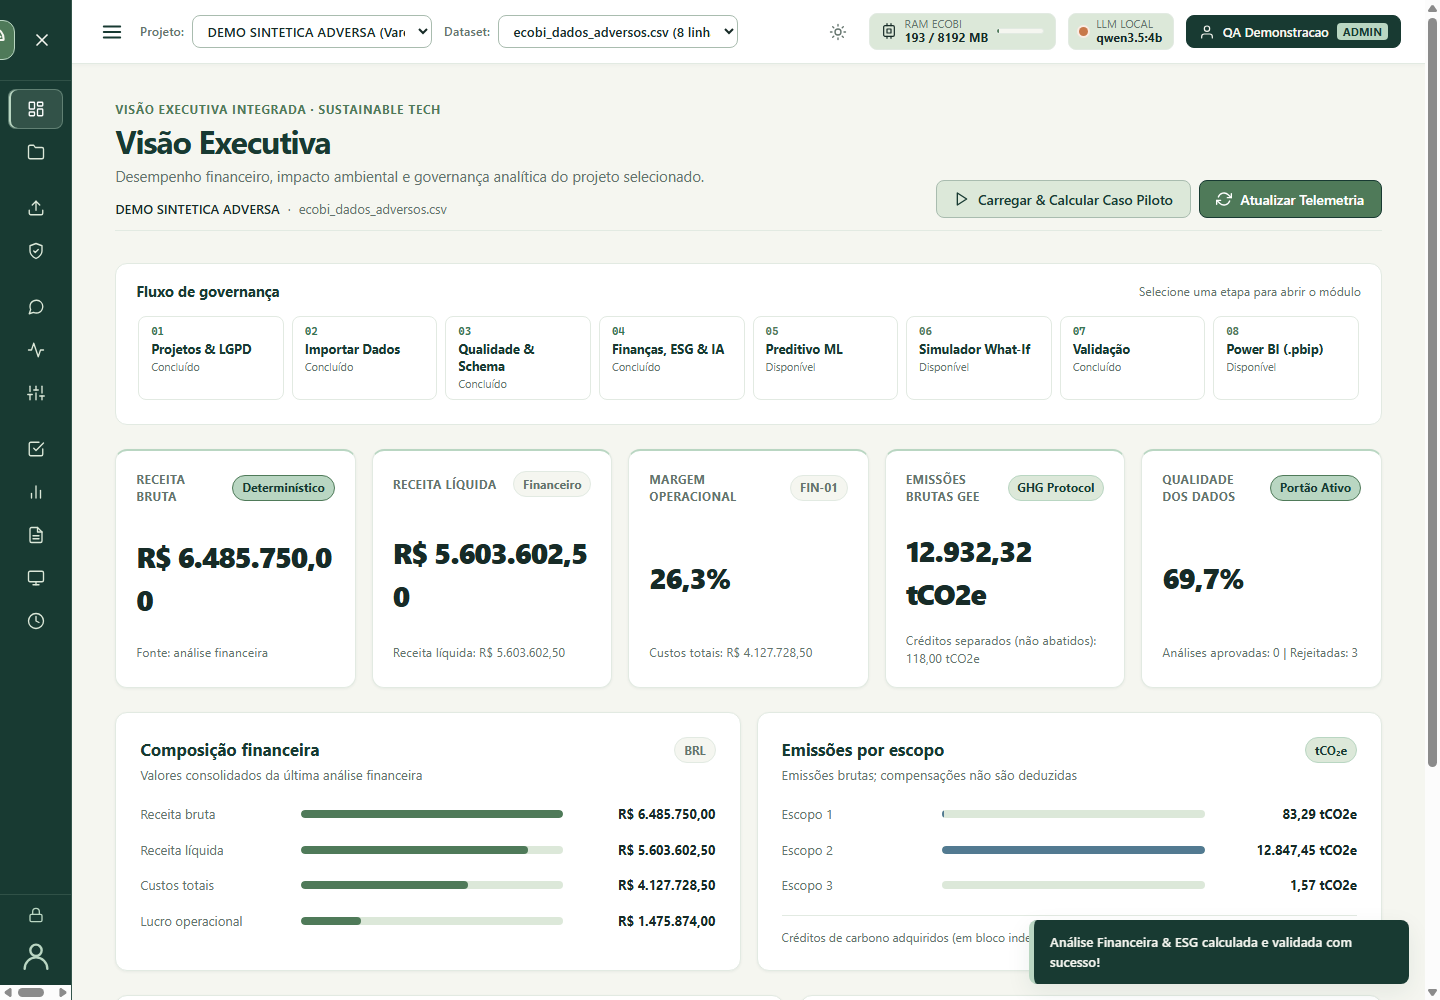 Projeto:
DEMO SINTETICA ADVERSA (Vare
Dataset:
ecobi_dados_adversos.csv (8 linh
RAM ECOBI
193 / 8192 MB
LLM LOCAL
qwen3.5:4b
QA Demonstracao
ADMIN
VISÃO EXECUTIVA INTEGRADA · SUSTAINABLE TECH
Visão Executiva
Desempenho financeiro, impacto ambiental e governança analítica do projeto selecionado.
DEMO SINTETICA ADVERSA · ecobi_dados_adversos.csv
Carregar & Calcular Caso Piloto
Atualizar Telemetria
Fluxo de governança
Selecione uma etapa para abrir o módulo
01
Projetos & LGPD
Concluído
02
Importar Dados
Concluído
03
Qualidade &
Schema
Concluído
04
Finanças, ESG & IA
Concluído
05
Preditivo ML
Disponível
06
Simulador What-If
Disponível
07
Validação
Concluído
08
Power BI (.pbip)
Disponível
RECEITA
BRUTA
Determinístico
R$ 6.485.750,0
0
Fonte: análise financeira
RECEITA LÍQUIDA
Financeiro
R$ 5.603.602,5
0
Receita líquida: R$ 5.603.602,50
MARGEM
OPERACIONAL
FIN-01
26,3%
Custos totais: R$ 4.127.728,50
EMISSÕES
BRUTAS GEE
GHG Protocol
12.932,32
tCO2e
Créditos separados (não abatidos):
118,00 tCO2e
QUALIDADE
DOS DADOS
Portão Ativo
69,7%
Análises aprovadas: 0 | Rejeitadas: 3
Composição financeira
BRL
Valores consolidados da última análise financeira
Receita bruta
R$ 6.485.750,00
Receita líquida
R$ 5.603.602,50
Custos totais
R$ 4.127.728,50
Lucro operacional
R$ 1.475.874,00
Emissões por escopo
tCO₂e
Emissões brutas; compensações não são deduzidas
Escopo 1
83,29 tCO2e
Escopo 2
12.847,45 tCO2e
Escopo 3
1,57 tCO2e
Créditos de carbono adquiridos (em bloco inde
Análise Financeira & ESG calculada e validada com
sucesso!